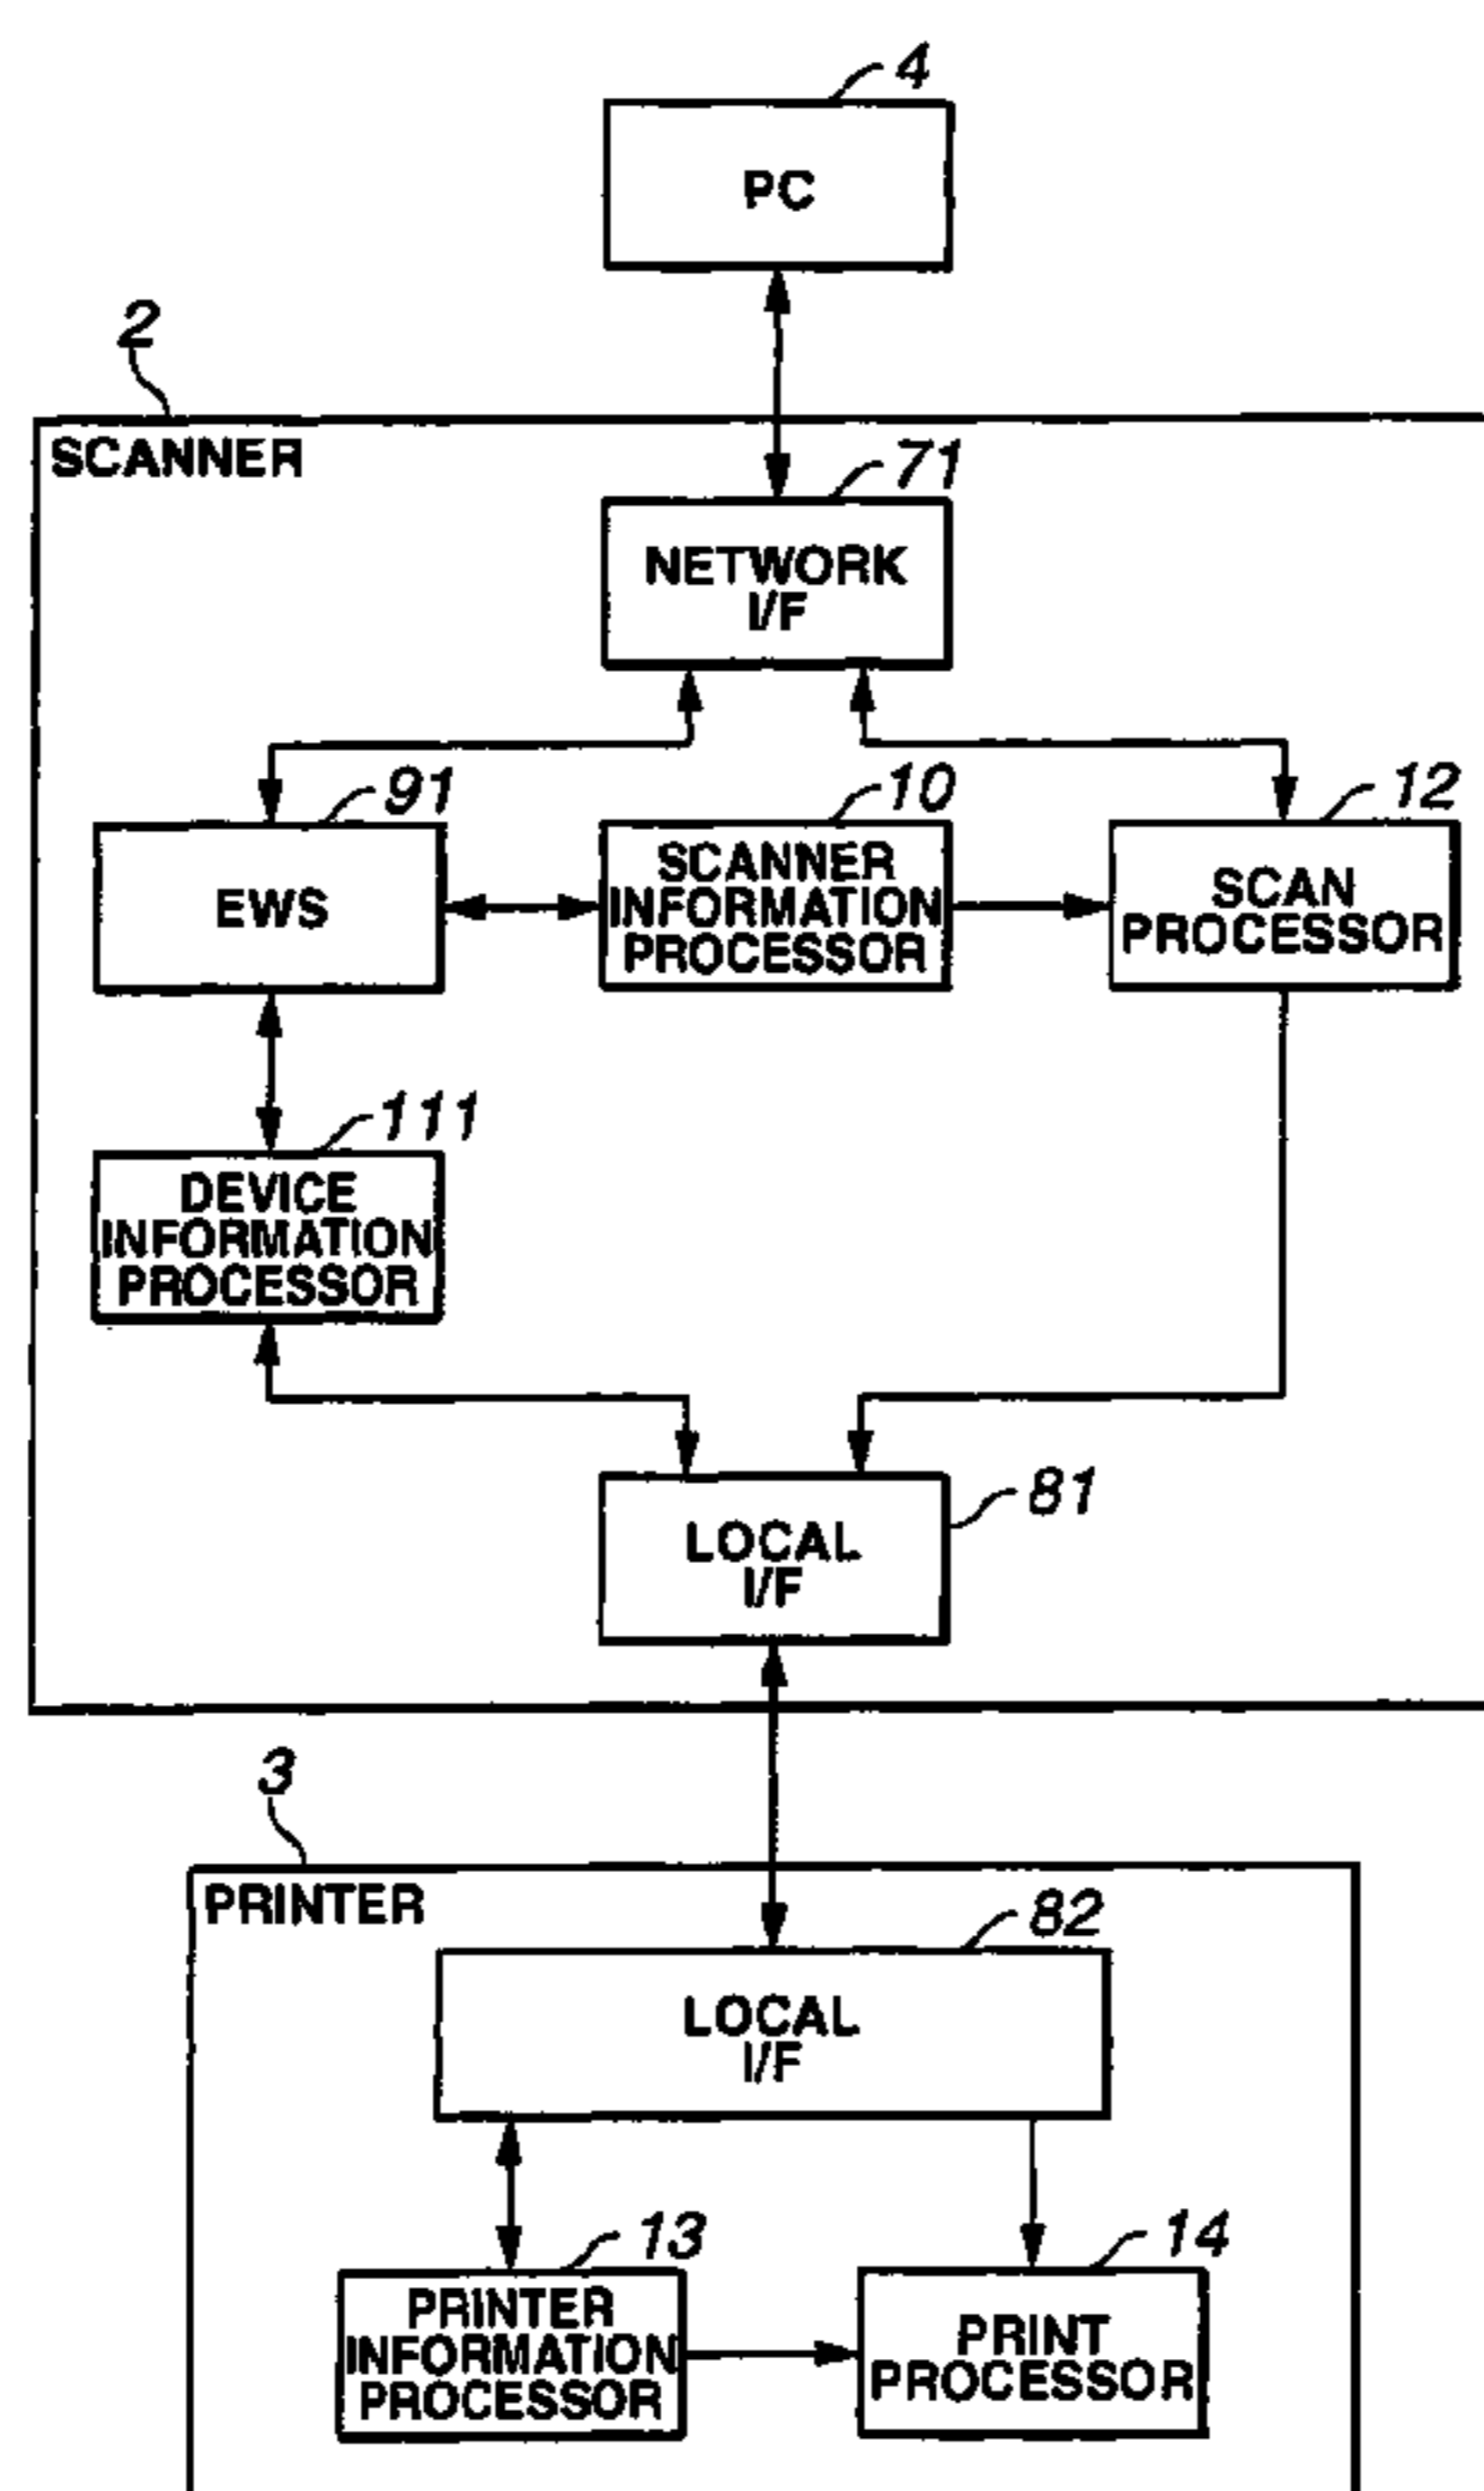 4
PC
2
SCANNER
71
NETWORK
I/F
91
10
12
EWS
SCANNER
INFORMATION
PROCESSOR
SCAN
PROCESSOR
111
DEVICE
INFORMATION
PROCESSOR
81
LOCAL
I/F
3
PRINTER
82
LOCAL
I/F
13
14
PRINTER
INFORMATION
PROCESSOR
PRINT
PROCESSOR